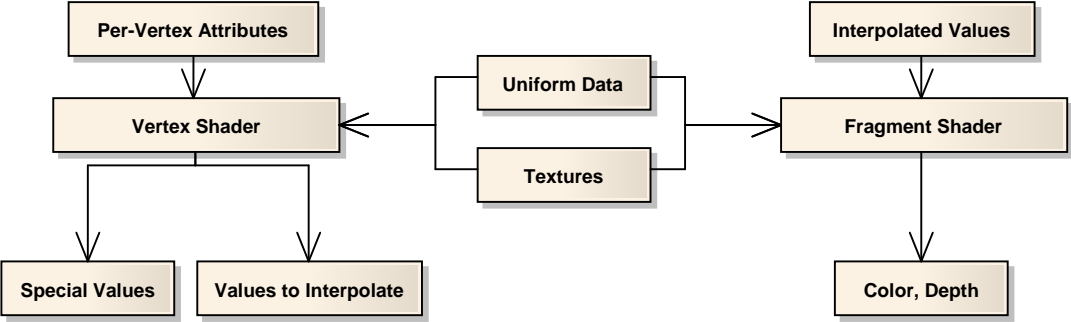 Per-Vertex Attributes
Interpolated Values
Uniform Data
Vertex Shader
Fragment Shader
Textures
Special Values
Values to Interpolate
Color, Depth